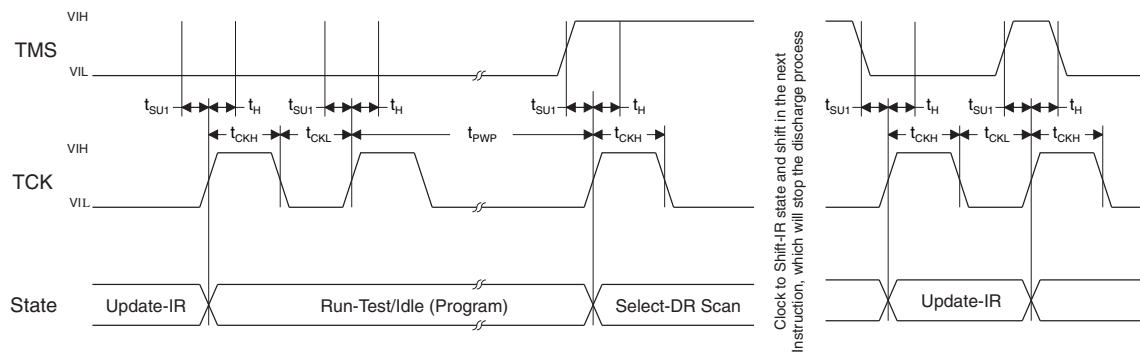 VIH
TMS
VIL
tSU1 tH tSU1 tH tSU1 tH tSU1 tH tSU1 tH
tCKH tCKL tPWP tCKH tCKH tCKL tCKH
VIH
TCK
VIL
State
Update-IR
Run-Test/Idle (Program)
Select-DR Scan
Clock to Shift-IR state and shift in the next
Instruction, which will stop the discharge process
Update-IR